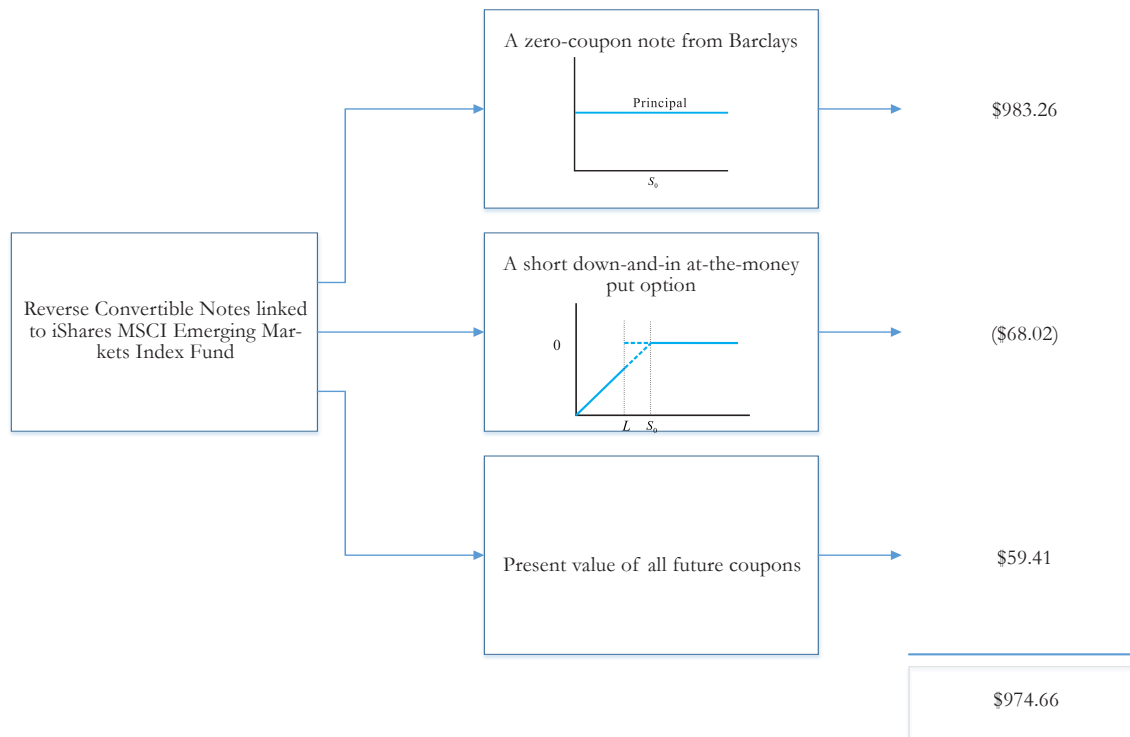 A zero-coupon note from Barclays
Principal
S₀
$983.26
Reverse Convertible Notes linked
to iShares MSCI Emerging Mar-
kets Index Fund
A short down-and-in at-the-money
put option
0
L S₀
($68.02)
Present value of all future coupons
$59.41
$974.66